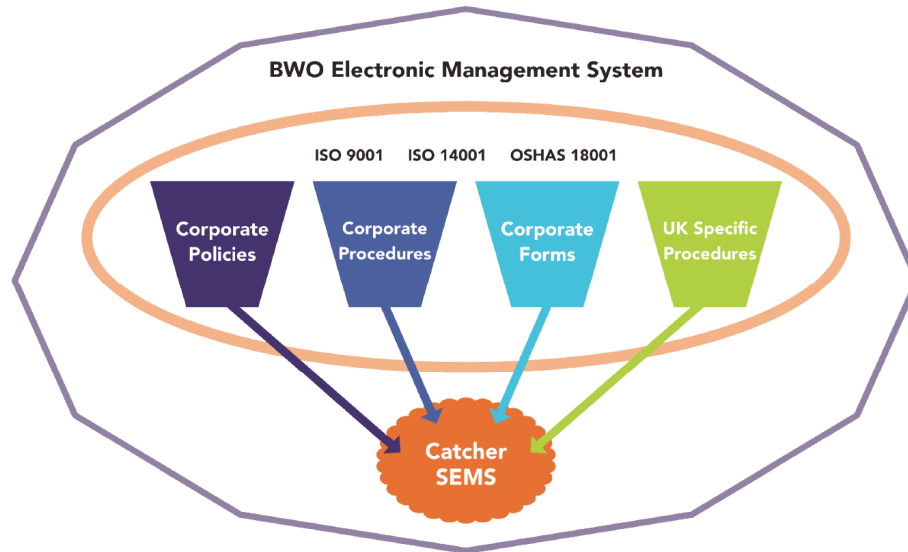 BWO Electronic Management System
ISO 9001 ISO 14001 OSHAS 18001
Corporate
Policies
Corporate
Procedures
Corporate
Forms
UK Specific
Procedures
Catcher
SEMS